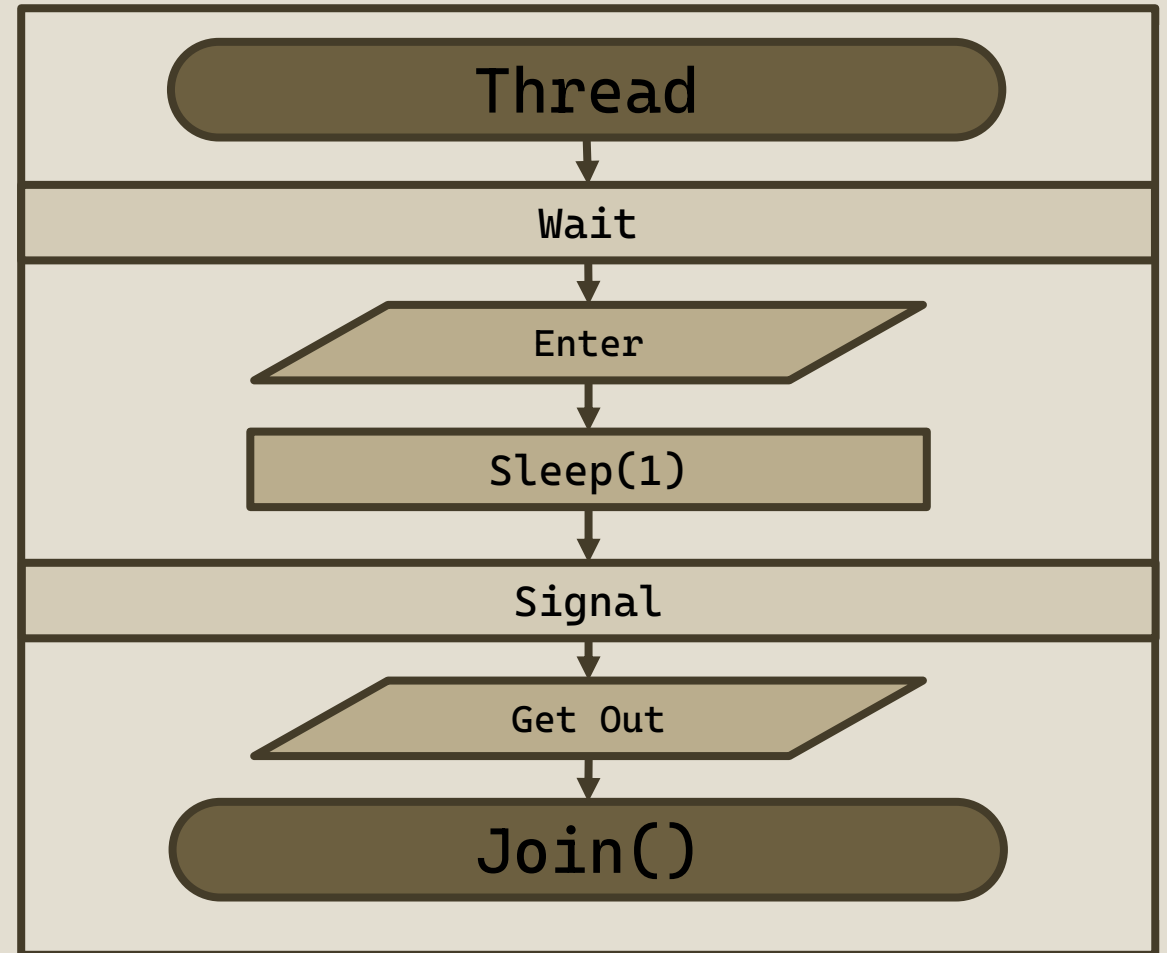 Thread
Wait
Enter
Sleep(1)
Signal
Get Out
Join()